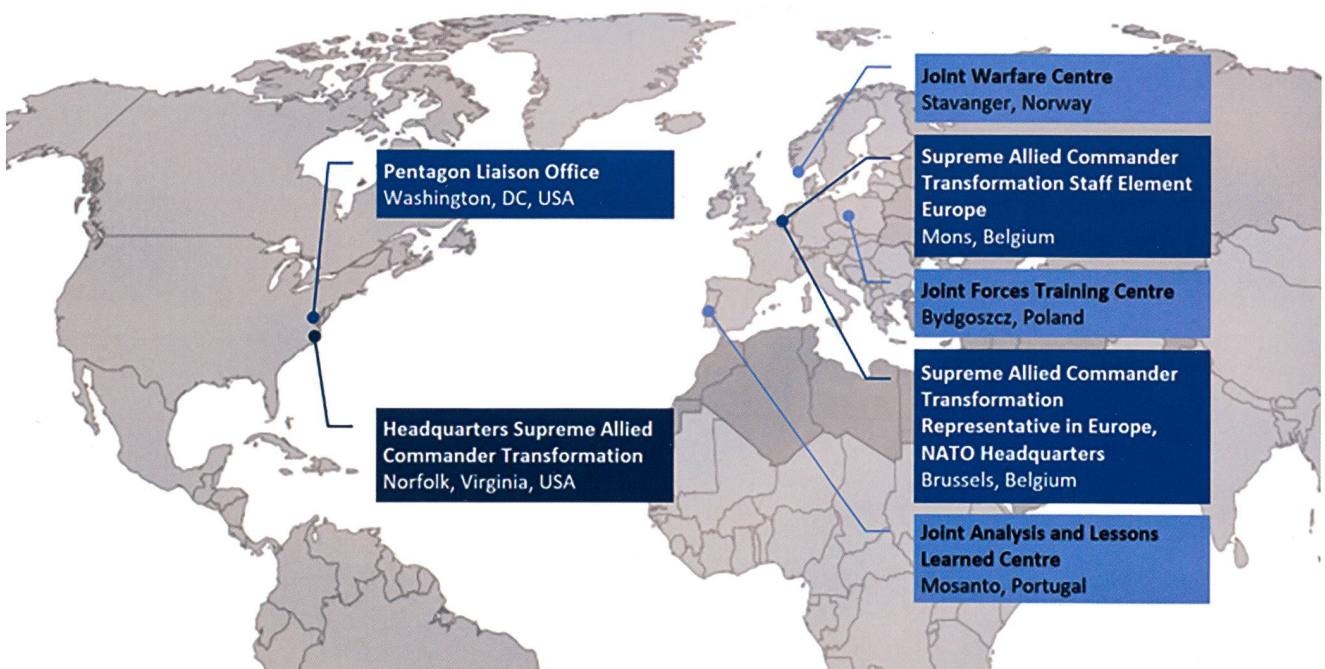 Pentagon Liaison Office
Washington, DC, USA
Headquarters Supreme Allied
Commander Transformation
Norfolk, Virginia, USA
Joint Warfare Centre
Stavanger, Norway
Supreme Allied Commander
Transformation Staff Element
Europe
Mons, Belgium
Joint Forces Training Centre
Bydgoszcz, Poland
Supreme Allied Commander
Transformation
Representative in Europe,
NATO Headquarters
Brussels, Belgium
Joint Analysis and Lessons
Learned Centre
Mosanto, Portugal